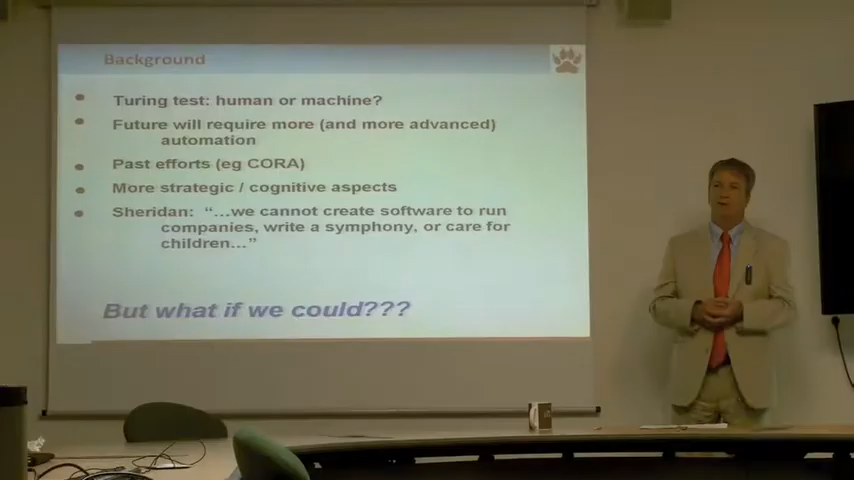 Background
Turing test: human or machine?
Future will require more (and more advanced)
automation
Past efforts (eg CORA)
More strategic / cognitive aspects
Sheridan: “…we cannot create software to run
companies, write a symphony, or care for
children…”
But what if we could???